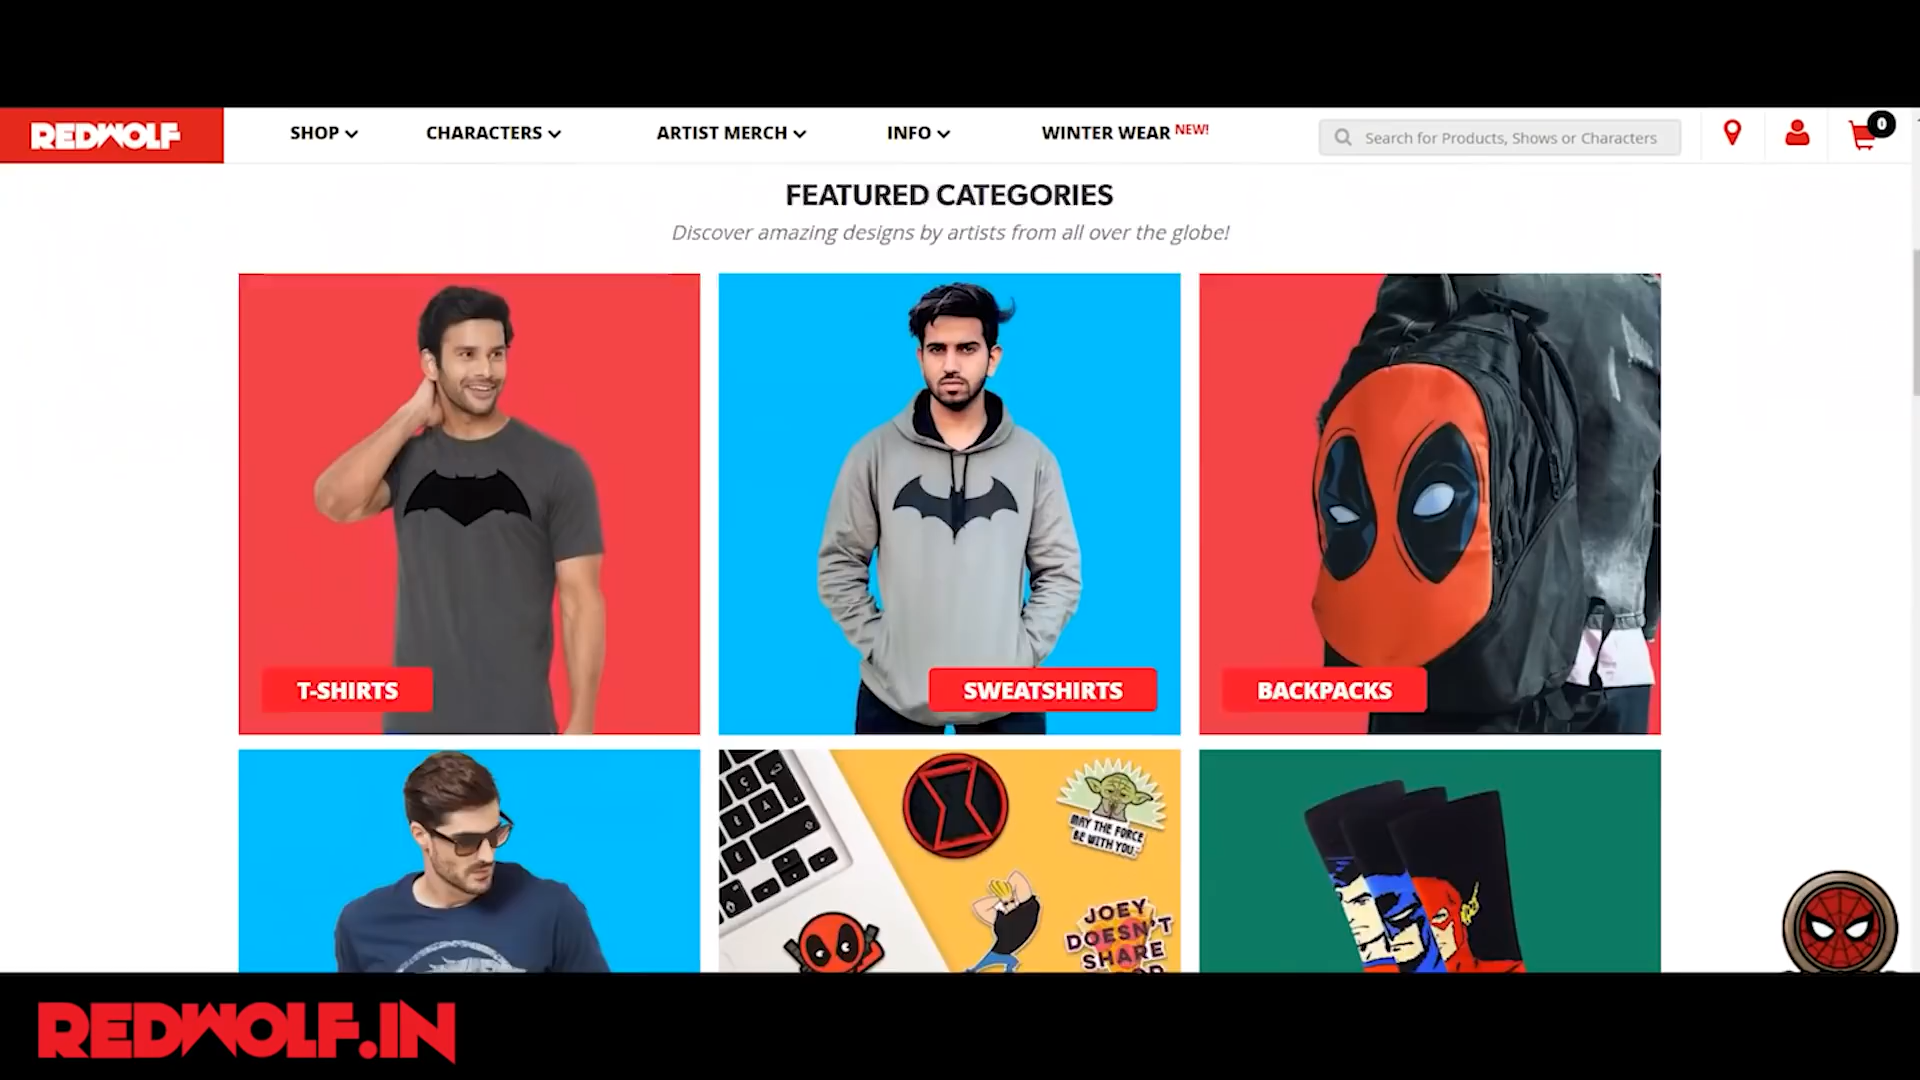 REDWOLF
SHOP
CHARACTERS
ARTIST MERCH
INFO
WINTER WEAR NEW!
Search for Products, Shows or Characters
0
FEATURED CATEGORIES
Discover amazing designs by artists from all over the globe!
T-SHIRTS
SWEATSHIRTS
BACKPACKS
MAY THE FORCE
BE WITH YOU
JOEY
DOESN'T
SHARE
REDWOLF.IN